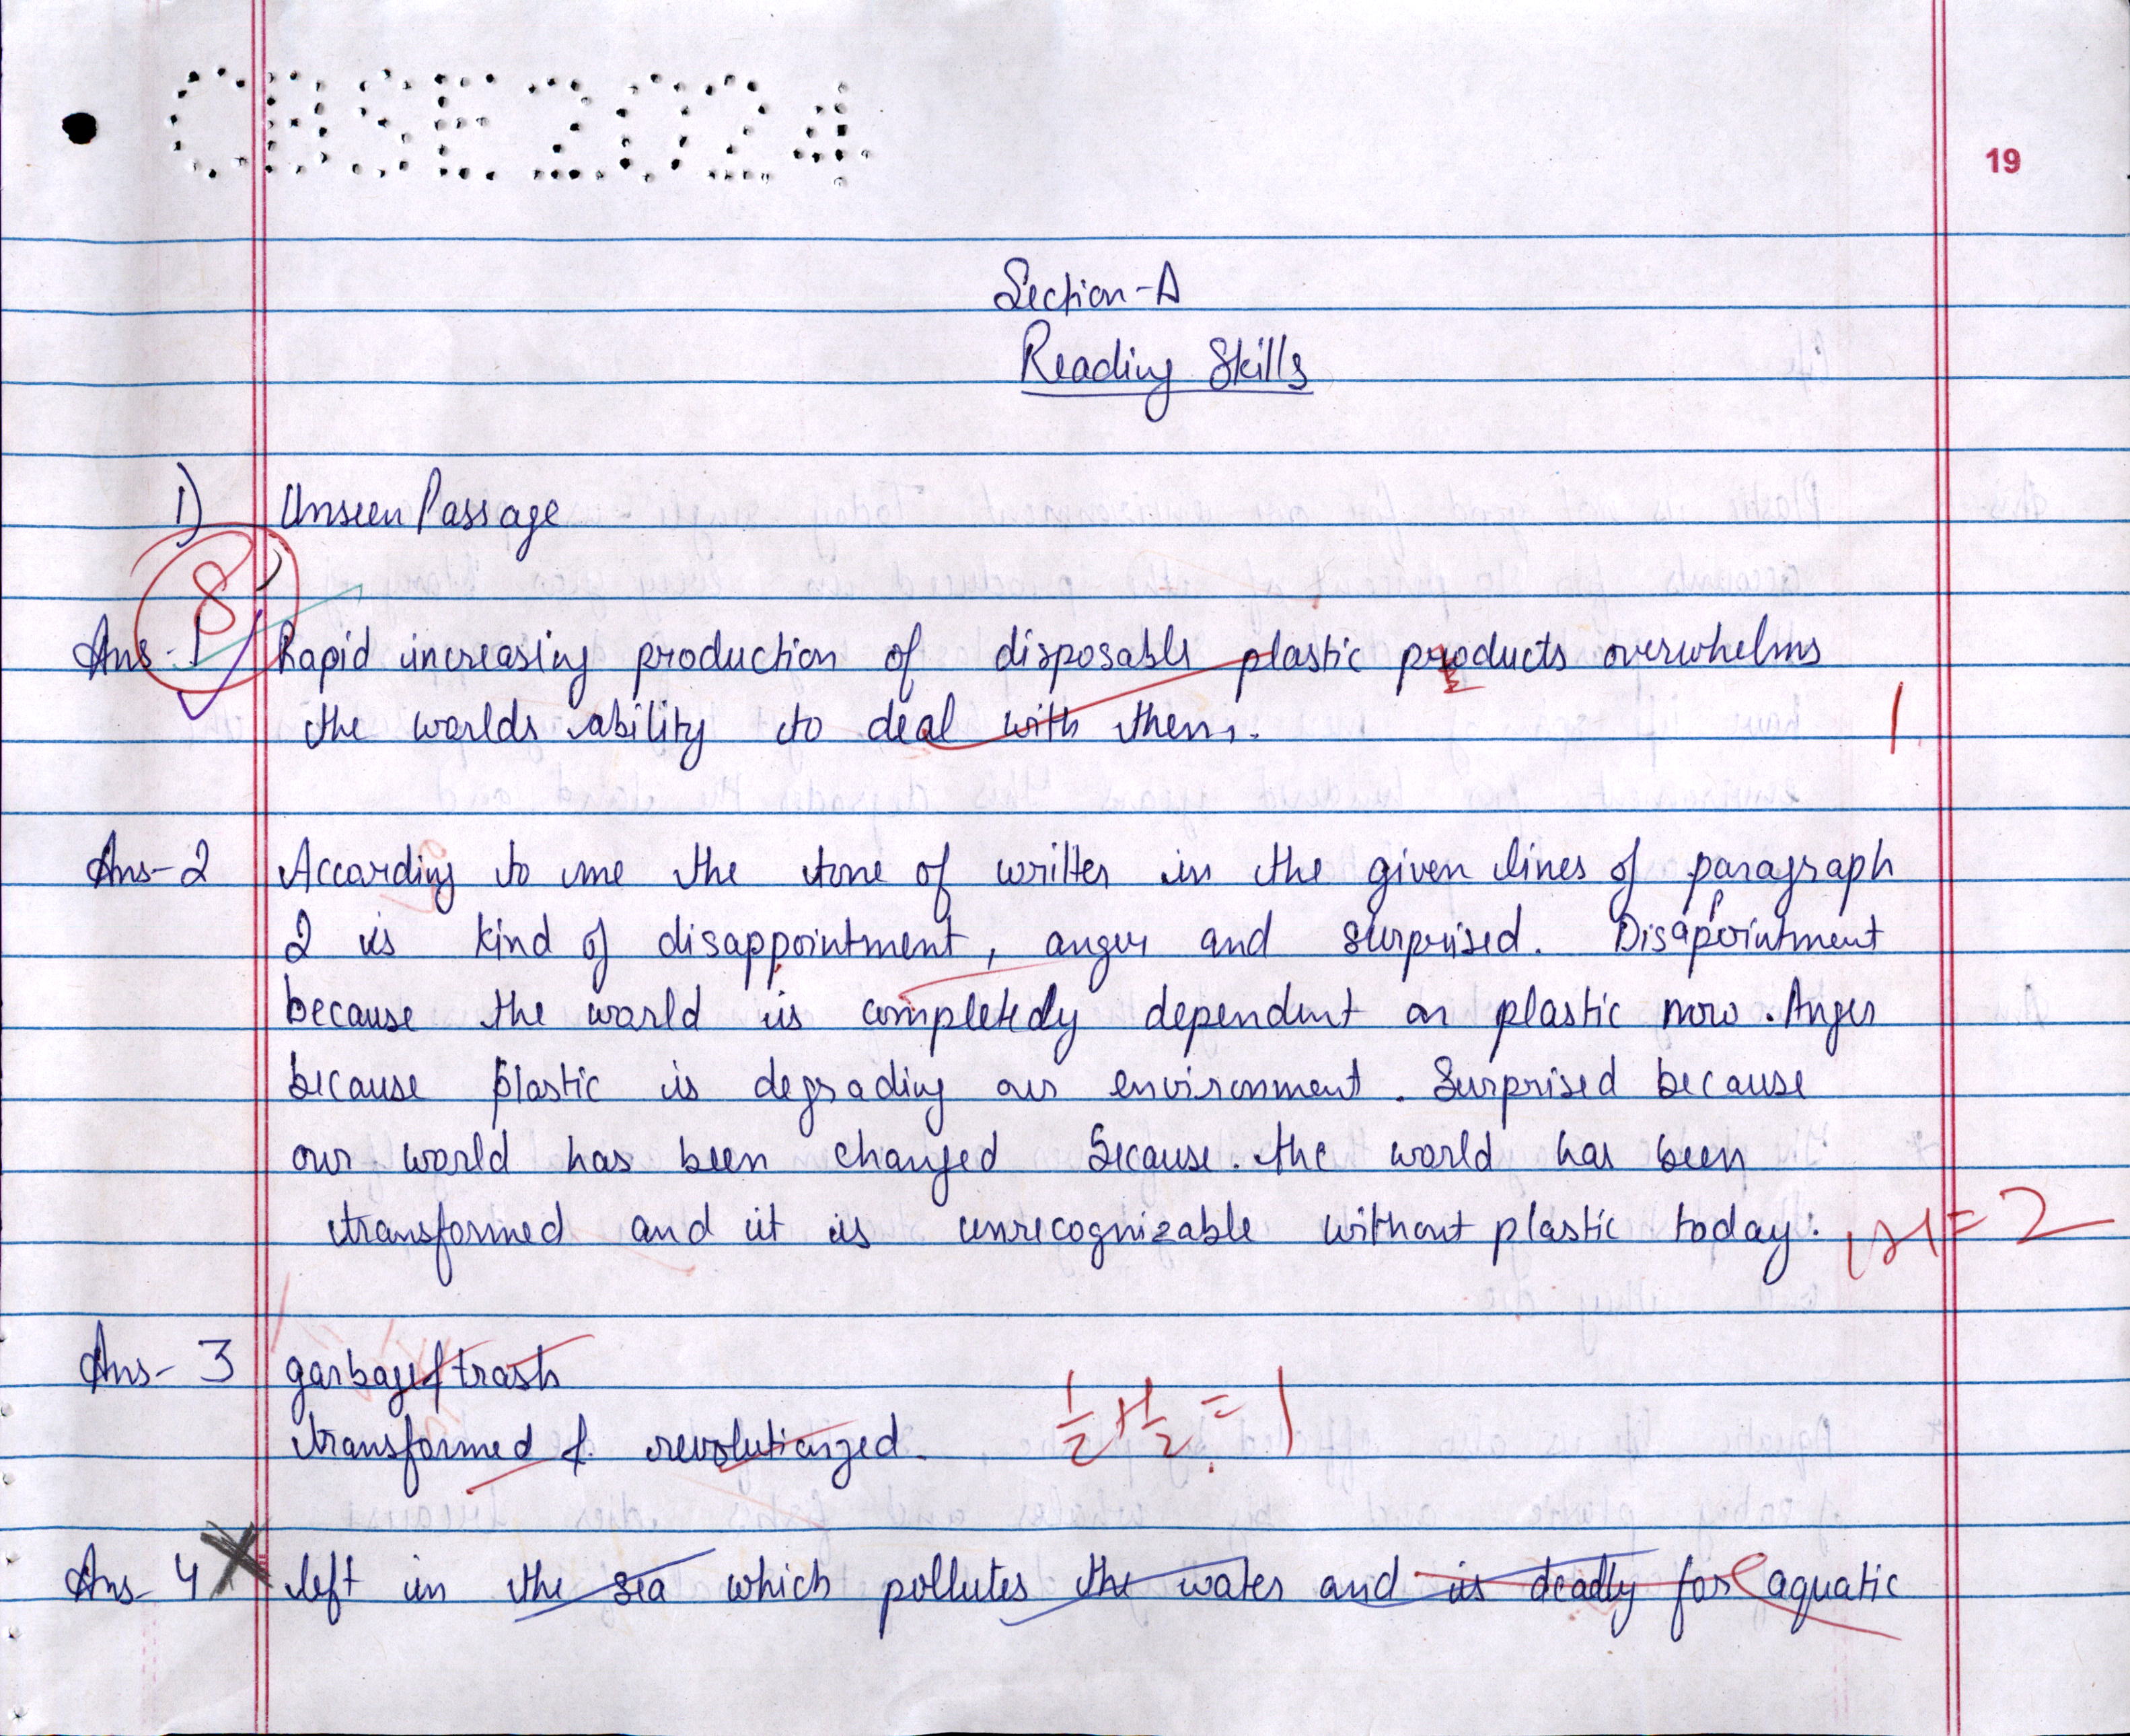 CBSE 2024
19
Section-A
Reading Skills
1) Unseen Passage
8
Ans-1 Rapid increasing production of disposable plastic products overwhelms
the worlds ability to deal with them.
1
Ans-2 According to me the tone of writter in the given lines of paragraph
2 is kind of disappointment, anger and surprised. Disappointment
because the world is completely dependent on plastic now. Anger
because plastic is degrading our environment. Surprised because
our world has been changed because. the world has been
transformed and it is unrecognizable without plastic today. 1+1=2
Ans-3 garbage & trash
transformed & revolutionized. 1/2+1/2=1
Ans-4 left in the sea which pollutes the water and is deadly for aquatic